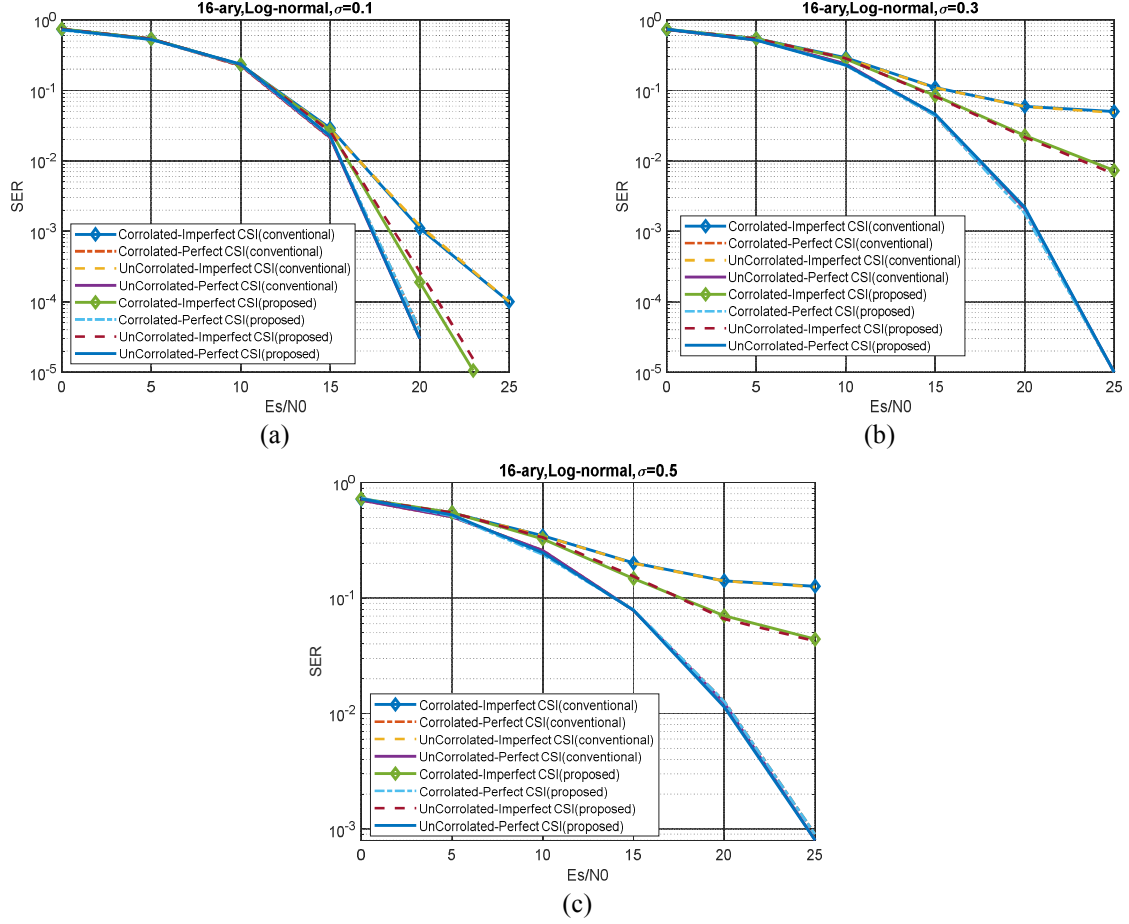 16-ary,Log-normal,σ=0.1
10^0
10^-1
10^-2
10^-3
10^-4
10^-5
SER
Corrolated-Imperfect CSI(conventional)
Corrolated-Perfect CSI(conventional)
UnCorrolated-Imperfect CSI(conventional)
UnCorrolated-Perfect CSI(conventional)
Corrolated-Imperfect CSI(proposed)
Corrolated-Perfect CSI(proposed)
UnCorrolated-Imperfect CSI(proposed)
UnCorrolated-Perfect CSI(proposed)
0 5 10 15 20 25
Es/N0
(a)
16-ary,Log-normal,σ=0.3
10^0
10^-1
10^-2
10^-3
10^-4
10^-5
SER
Corrolated-Imperfect CSI(conventional)
Corrolated-Perfect CSI(conventional)
UnCorrolated-Imperfect CSI(conventional)
UnCorrolated-Perfect CSI(conventional)
Corrolated-Imperfect CSI(proposed)
Corrolated-Perfect CSI(proposed)
UnCorrolated-Imperfect CSI(proposed)
UnCorrolated-Perfect CSI(proposed)
0 5 10 15 20 25
Es/N0
(b)
16-ary,Log-normal,σ=0.5
10^0
10^-1
10^-2
10^-3
SER
Corrolated-Imperfect CSI(conventional)
Corrolated-Perfect CSI(conventional)
UnCorrolated-Imperfect CSI(conventional)
UnCorrolated-Perfect CSI(conventional)
Corrolated-Imperfect CSI(proposed)
Corrolated-Perfect CSI(proposed)
UnCorrolated-Imperfect CSI(proposed)
UnCorrolated-Perfect CSI(proposed)
0 5 10 15 20 25
Es/N0
(c)